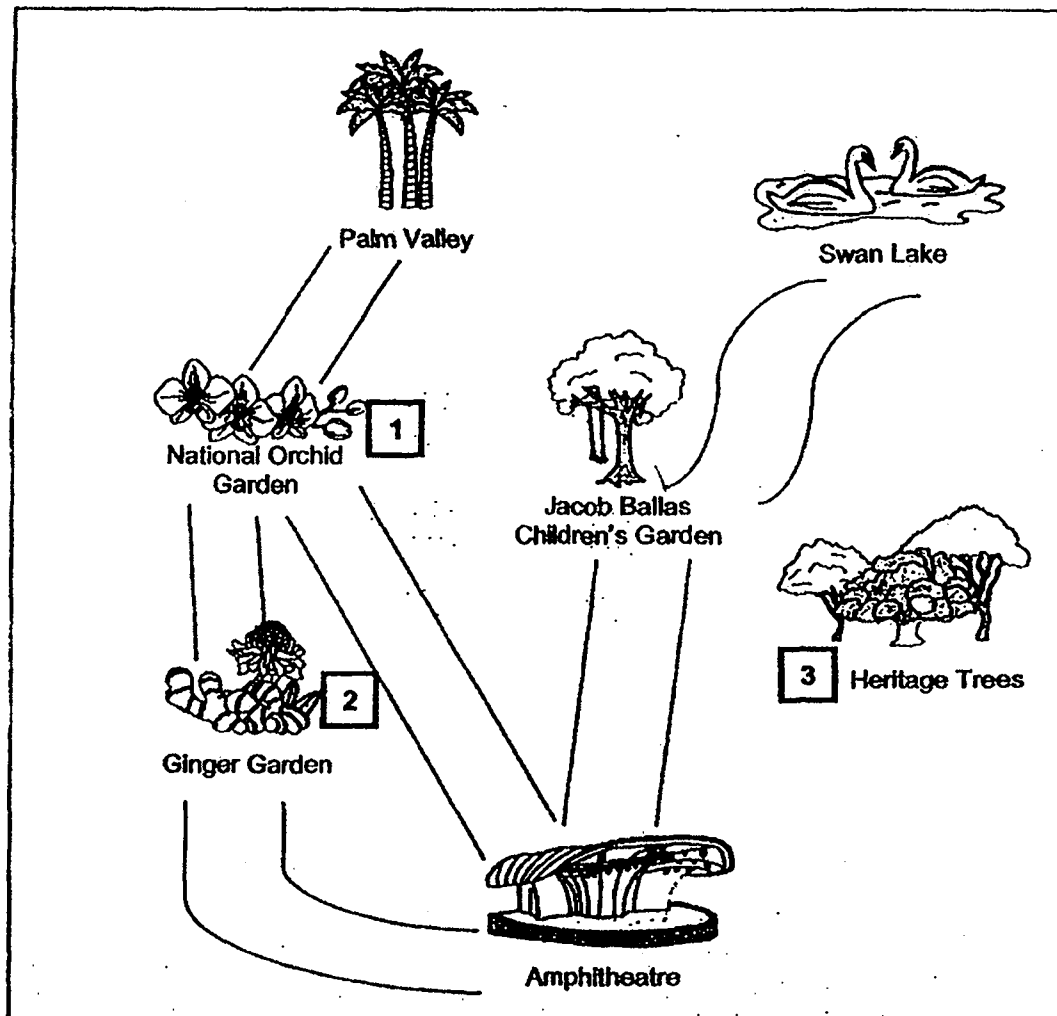 Palm Valley
Swan Lake
1
National Orchid
Garden
Jacob Ballas
Children's Garden
3
Heritage Trees
2
Ginger Garden
Amphitheatre